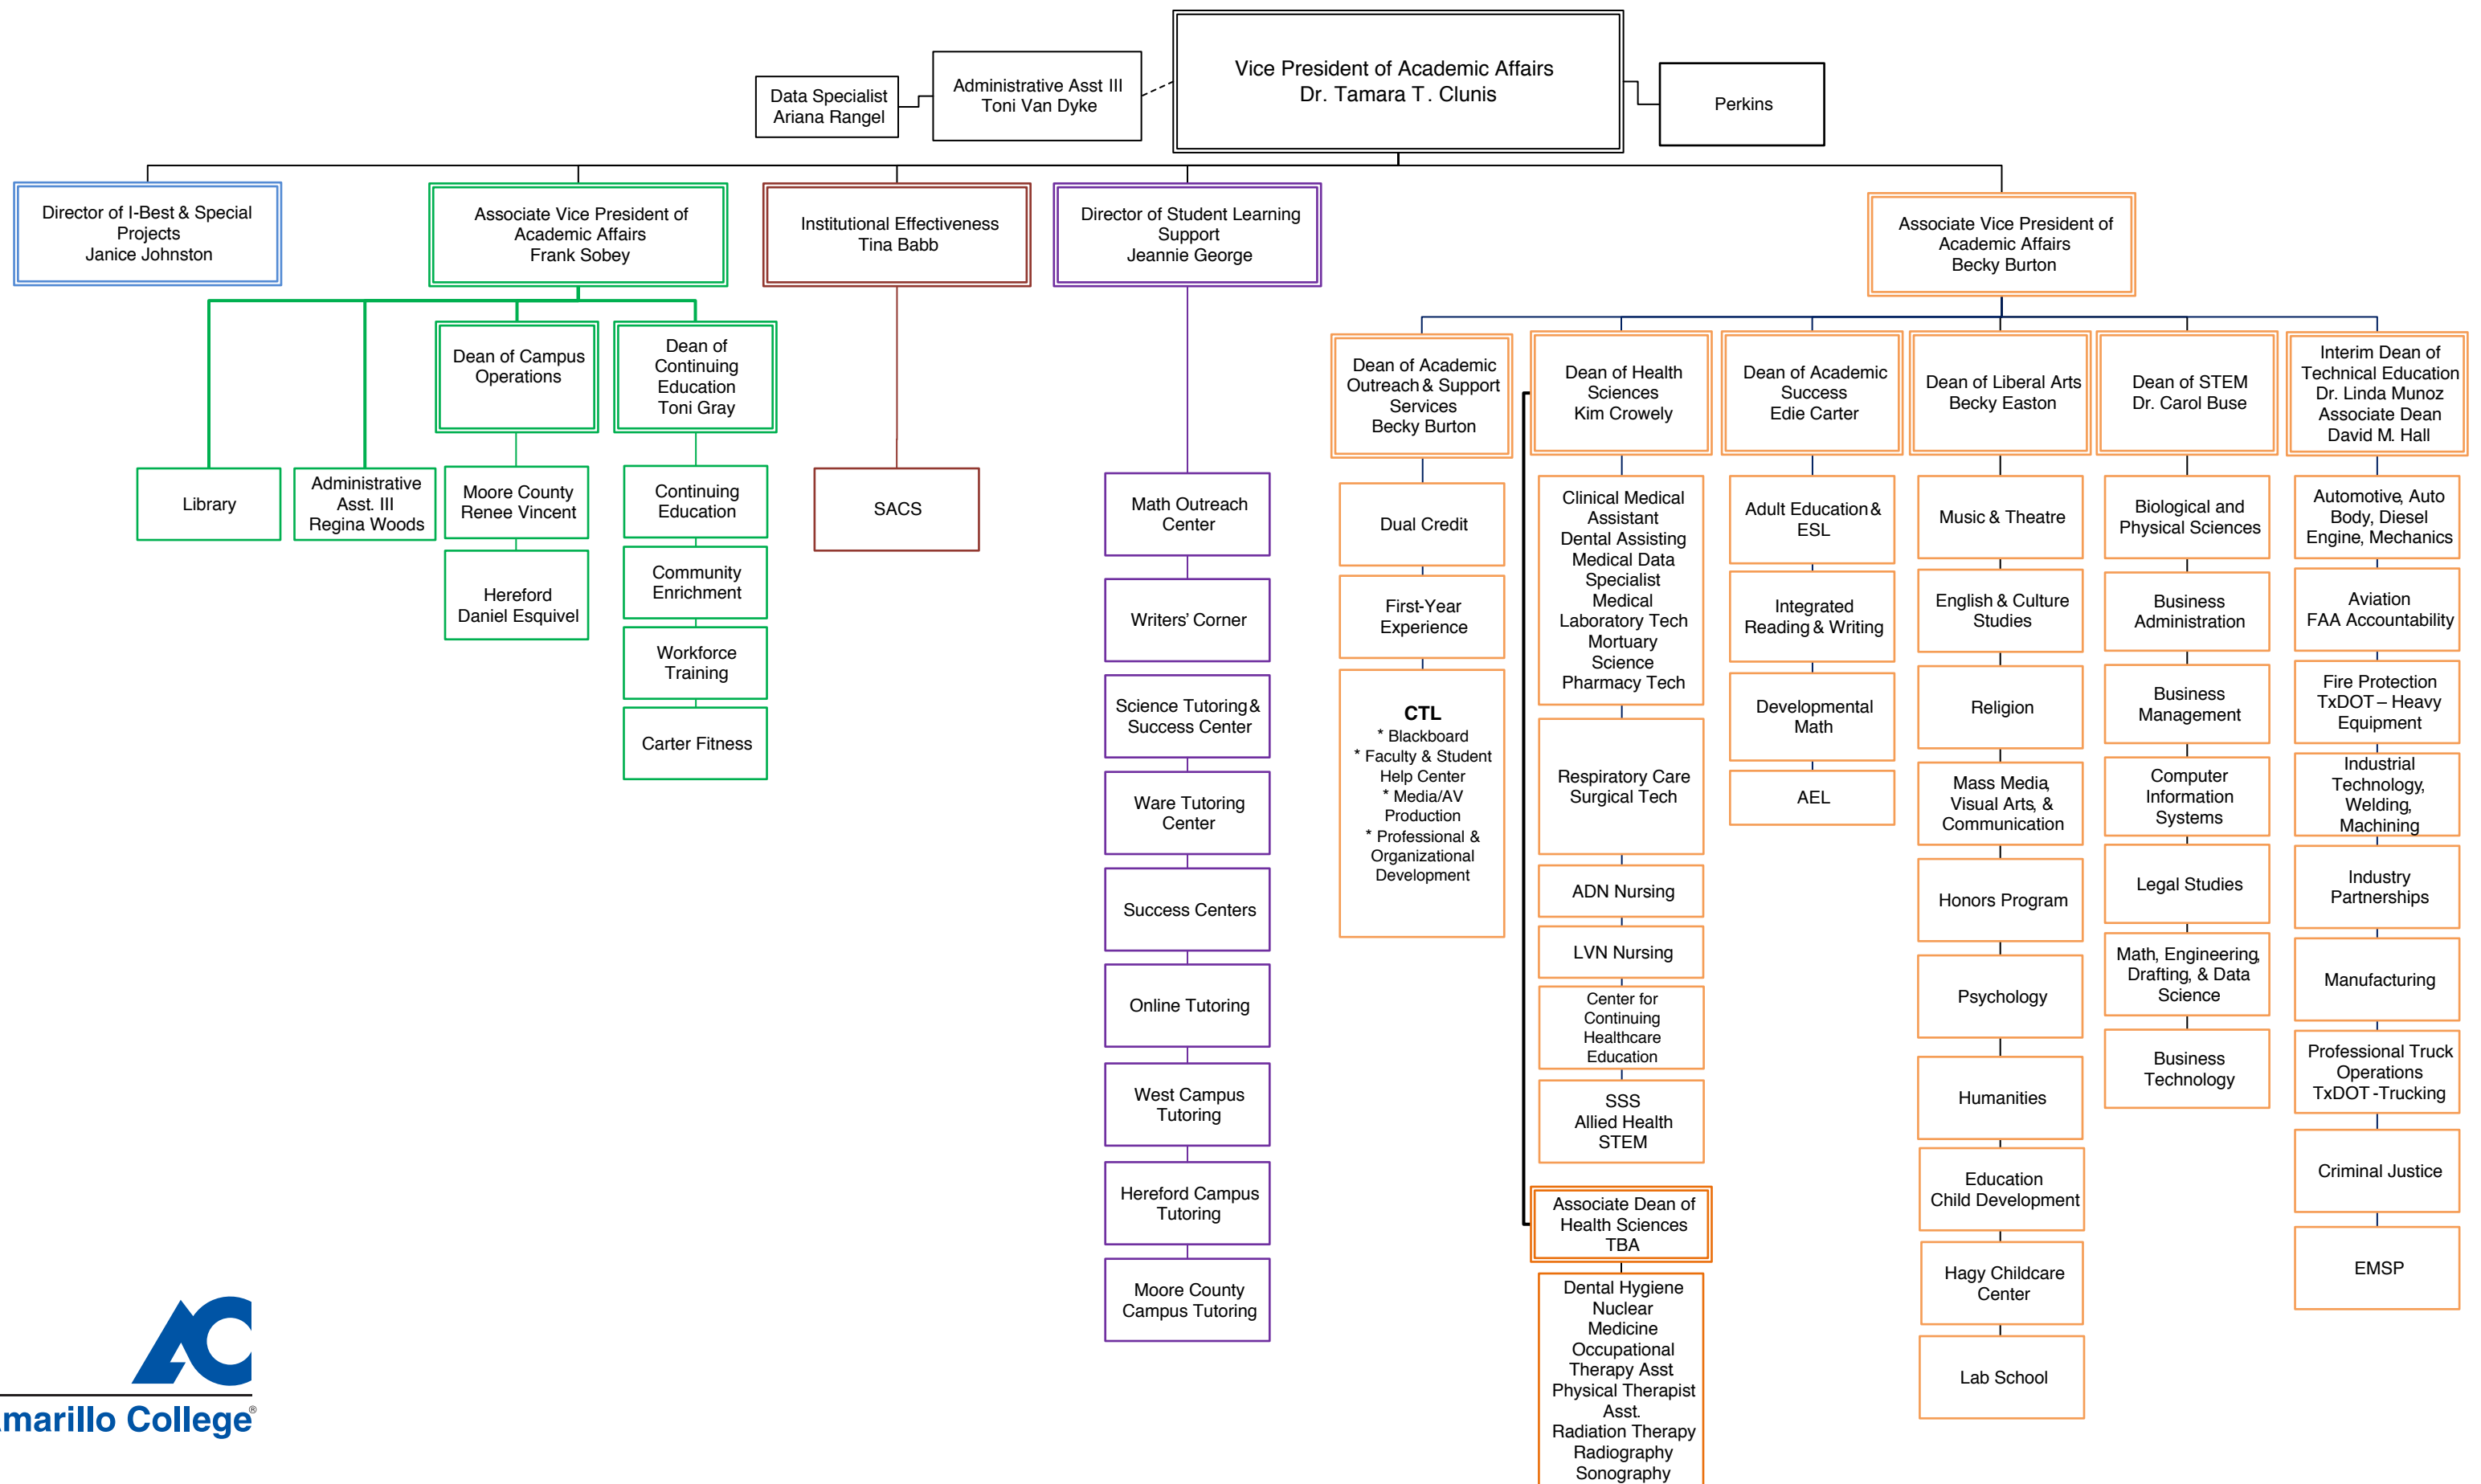 Vice President of Academic Affairs
Dr. Tamara T. Clunis
Administrative Asst III
Toni Van Dyke
Data Specialist
Ariana Rangel
Perkins
Director of I-Best & Special
Projects
Janice Johnston
Associate Vice President of
Academic Affairs
Frank Sobey
Institutional Effectiveness
Tina Babb
Director of Student Learning
Support
Jeannie George
Associate Vice President of
Academic Affairs
Becky Burton
Library
Administrative
Asst. III
Regina Woods
Dean of Campus
Operations
Moore County
Renee Vincent
Hereford
Daniel Esquivel
Dean of
Continuing
Education
Toni Gray
Continuing
Education
Community
Enrichment
Workforce
Training
Carter Fitness
SACS
Math Outreach
Center
Writers' Corner
Science Tutoring &
Success Center
Ware Tutoring
Center
Success Centers
Online Tutoring
West Campus
Tutoring
Hereford Campus
Tutoring
Moore County
Campus Tutoring
Dean of Academic
Outreach & Support
Services
Becky Burton
Dual Credit
First-Year
Experience
CTL
* Blackboard
* Faculty & Student
Help Center
* Media/AV
Production
* Professional &
Organizational
Development
Dean of Health
Sciences
Kim Crowely
Clinical Medical
Assistant
Dental Assisting
Medical Data
Specialist
Medical
Laboratory Tech
Mortuary
Science
Pharmacy Tech
Respiratory Care
Surgical Tech
ADN Nursing
LVN Nursing
Center for
Continuing
Healthcare
Education
SSS
Allied Health
STEM
Associate Dean of
Health Sciences
TBA
Dental Hygiene
Nuclear
Medicine
Occupational
Therapy Asst
Physical Therapist
Asst.
Radiation Therapy
Radiography
Sonography
Dean of Academic
Success
Edie Carter
Adult Education &
ESL
Integrated
Reading & Writing
Developmental
Math
AEL
Dean of Liberal Arts
Becky Easton
Music & Theatre
English & Culture
Studies
Religion
Mass Media,
Visual Arts, &
Communication
Honors Program
Psychology
Humanities
Education
Child Development
Hagy Childcare
Center
Lab School
Dean of STEM
Dr. Carol Buse
Biological and
Physical Sciences
Business
Administration
Business
Management
Computer
Information
Systems
Legal Studies
Math, Engineering,
Drafting, & Data
Science
Business
Technology
Interim Dean of
Technical Education
Dr. Linda Munoz
Associate Dean
David M. Hall
Automotive, Auto
Body, Diesel
Engine, Mechanics
Aviation
FAA Accountability
Fire Protection
TxDOT – Heavy
Equipment
Industrial
Technology,
Welding,
Machining
Industry
Partnerships
Manufacturing
Professional Truck
Operations
TxDOT -Trucking
Criminal Justice
EMSP
AC
marillo College®